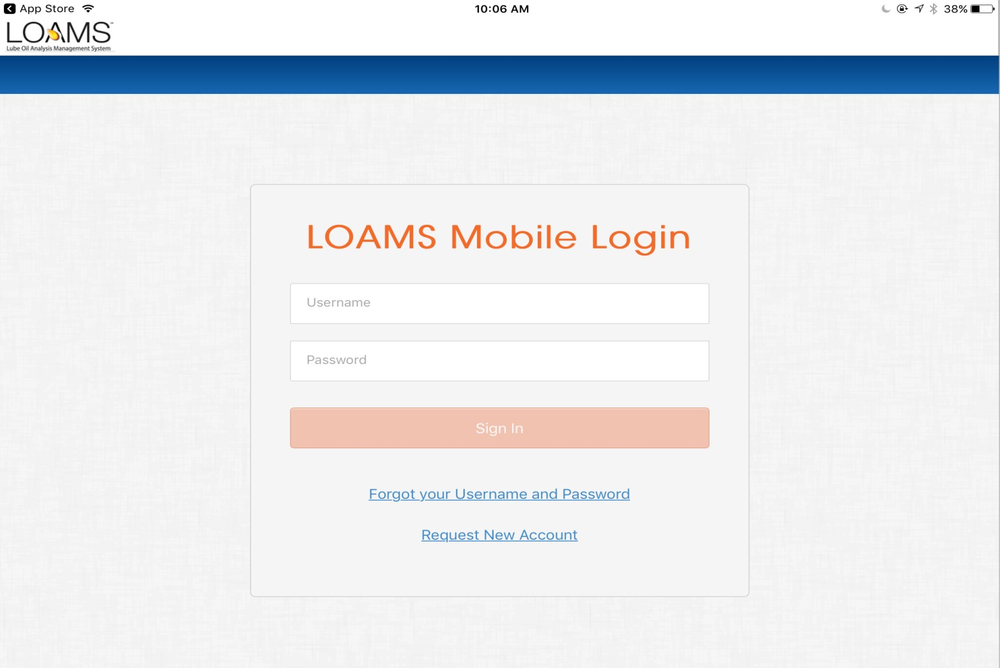 App Store
10:06 AM
38%
LOAMS™
Lube Oil Analysis Management System
LOAMS Mobile Login
Username
Password
Sign In
Forgot your Username and Password
Request New Account